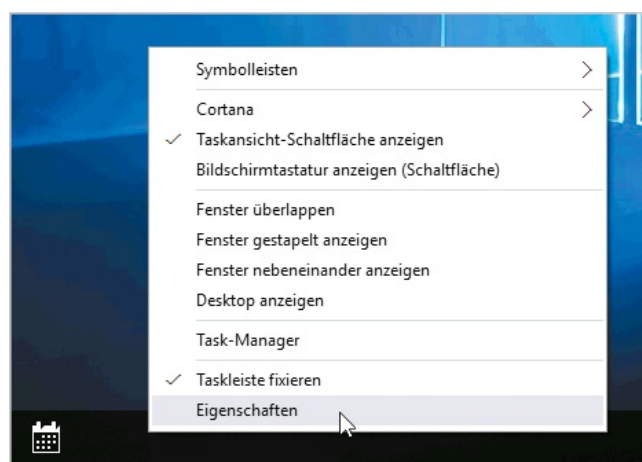 Symbolleisten
Cortana
Taskansicht-Schaltfläche anzeigen
Bildschirmtastatur anzeigen (Schaltfläche)
Fenster überlappen
Fenster gestapelt anzeigen
Fenster nebeneinander anzeigen
Desktop anzeigen
Task-Manager
Taskleiste fixieren
Eigenschaften